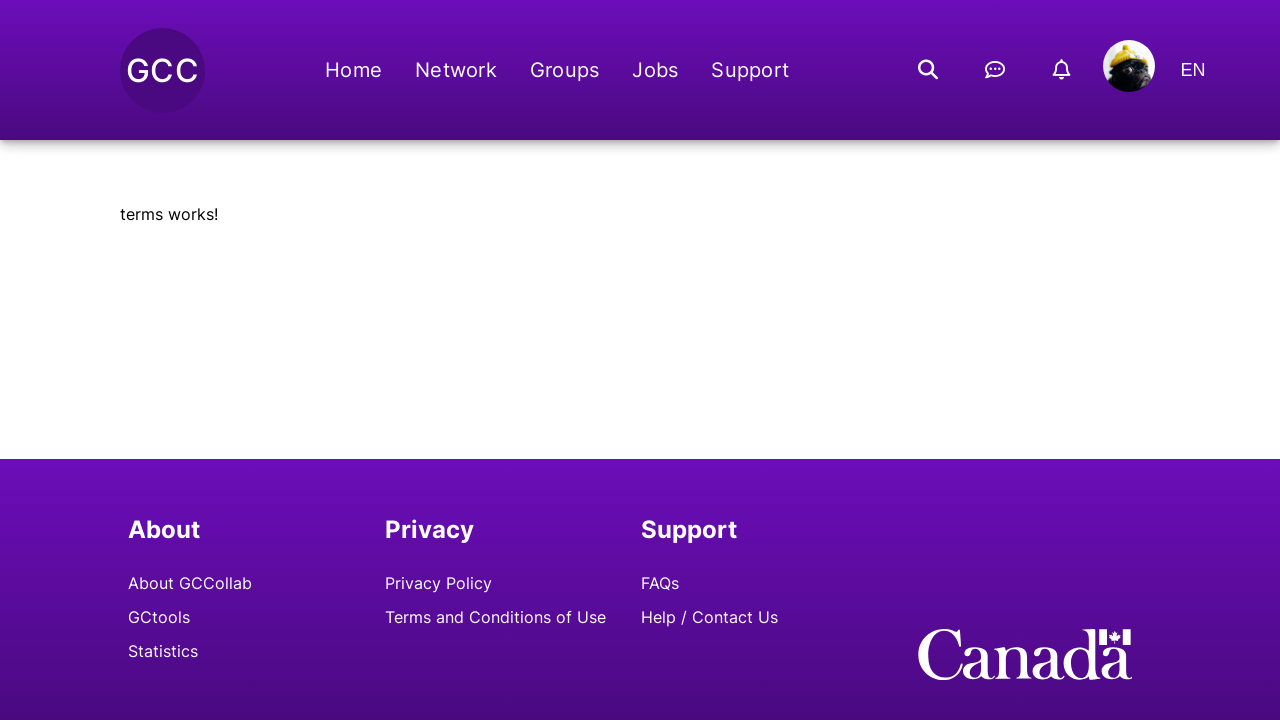 GCC
Home Network Groups Jobs Support EN
terms works!
About Privacy Support
About GCCollab Privacy Policy FAQs
GCtools Terms and Conditions of Use Help / Contact Us
Statistics
Canada